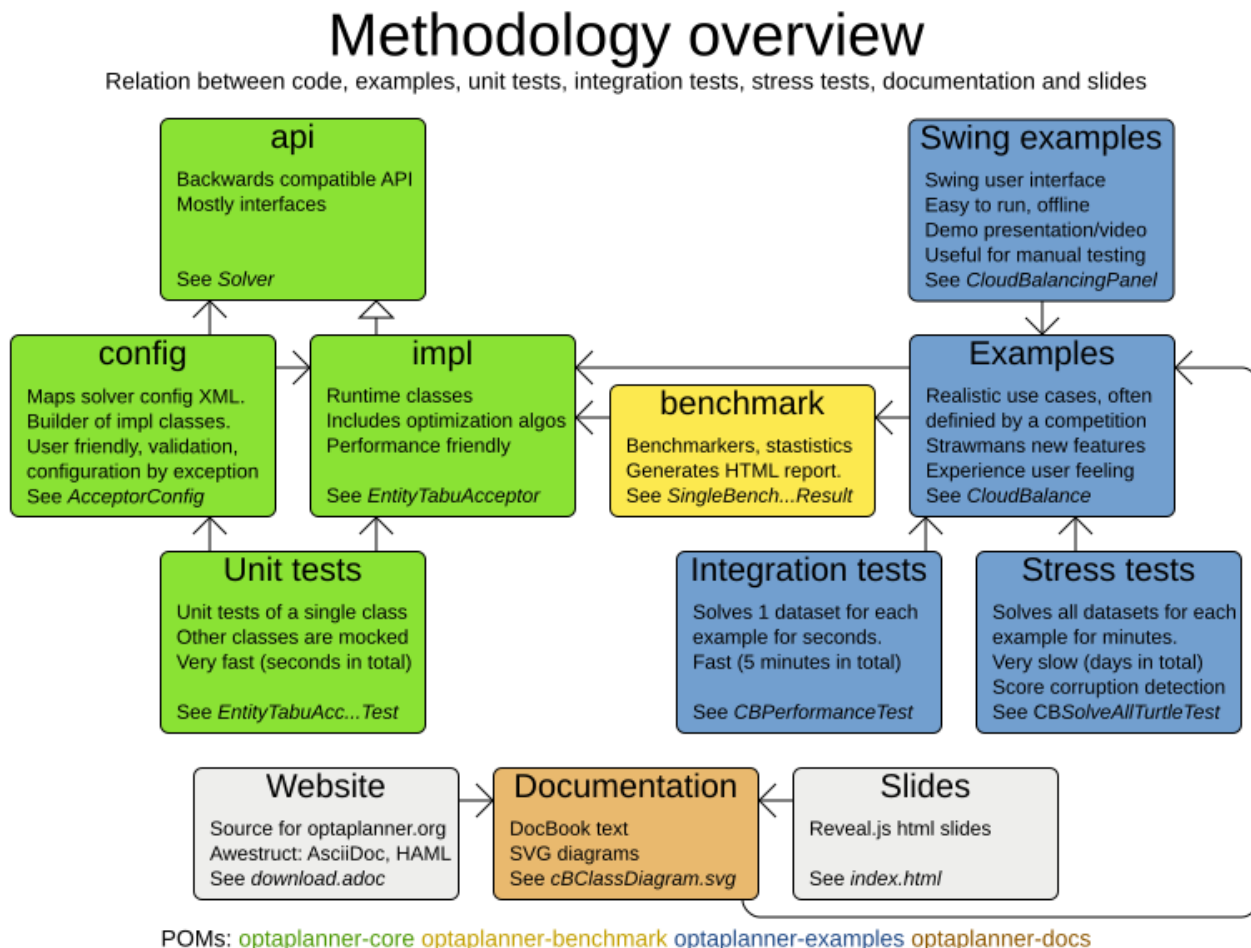 Methodology overview
Relation between code, examples, unit tests, integration tests, stress tests, documentation and slides
api
Backwards compatible API
Mostly interfaces
See Solver
Swing examples
Swing user interface
Easy to run, offline
Demo presentation/video
Useful for manual testing
See CloudBalancingPanel
config
Maps solver config XML.
Builder of impl classes.
User friendly, validation,
configuration by exception
See AcceptorConfig
impl
Runtime classes
Includes optimization algos
Performance friendly
See EntityTabuAcceptor
benchmark
Benchmarkers, stastistics
Generates HTML report.
See SingleBench...Result
Examples
Realistic use cases, often
definied by a competition
Strawmans new features
Experience user feeling
See CloudBalance
Unit tests
Unit tests of a single class
Other classes are mocked
Very fast (seconds in total)
See EntityTabuAcc...Test
Integration tests
Solves 1 dataset for each
example for seconds.
Fast (5 minutes in total)
See CBPerformanceTest
Stress tests
Solves all datasets for each
example for minutes.
Very slow (days in total)
Score corruption detection
See CBSolveAllTurtleTest
Website
Source for optaplanner.org
Awestruct: AsciiDoc, HAML
See download.adoc
Documentation
DocBook text
SVG diagrams
See cBClassDiagram.svg
Slides
Reveal.js html slides
See index.html
POMs: optaplanner-core optaplanner-benchmark optaplanner-examples optaplanner-docs